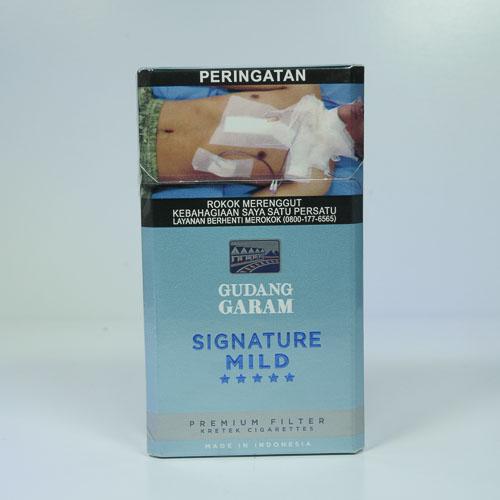 PERINGATAN
ROKOK MERENGGUT
KEBAHAGIAAN SAYA SATU PERSATU
LAYANAN BERHENTI MEROKOK (0800-177-6565)
GUDANG
GARAM
SIGNATURE
MILD
PREMIUM FILTER
KRETEK CIGARETTES
MADE IN INDONESIA